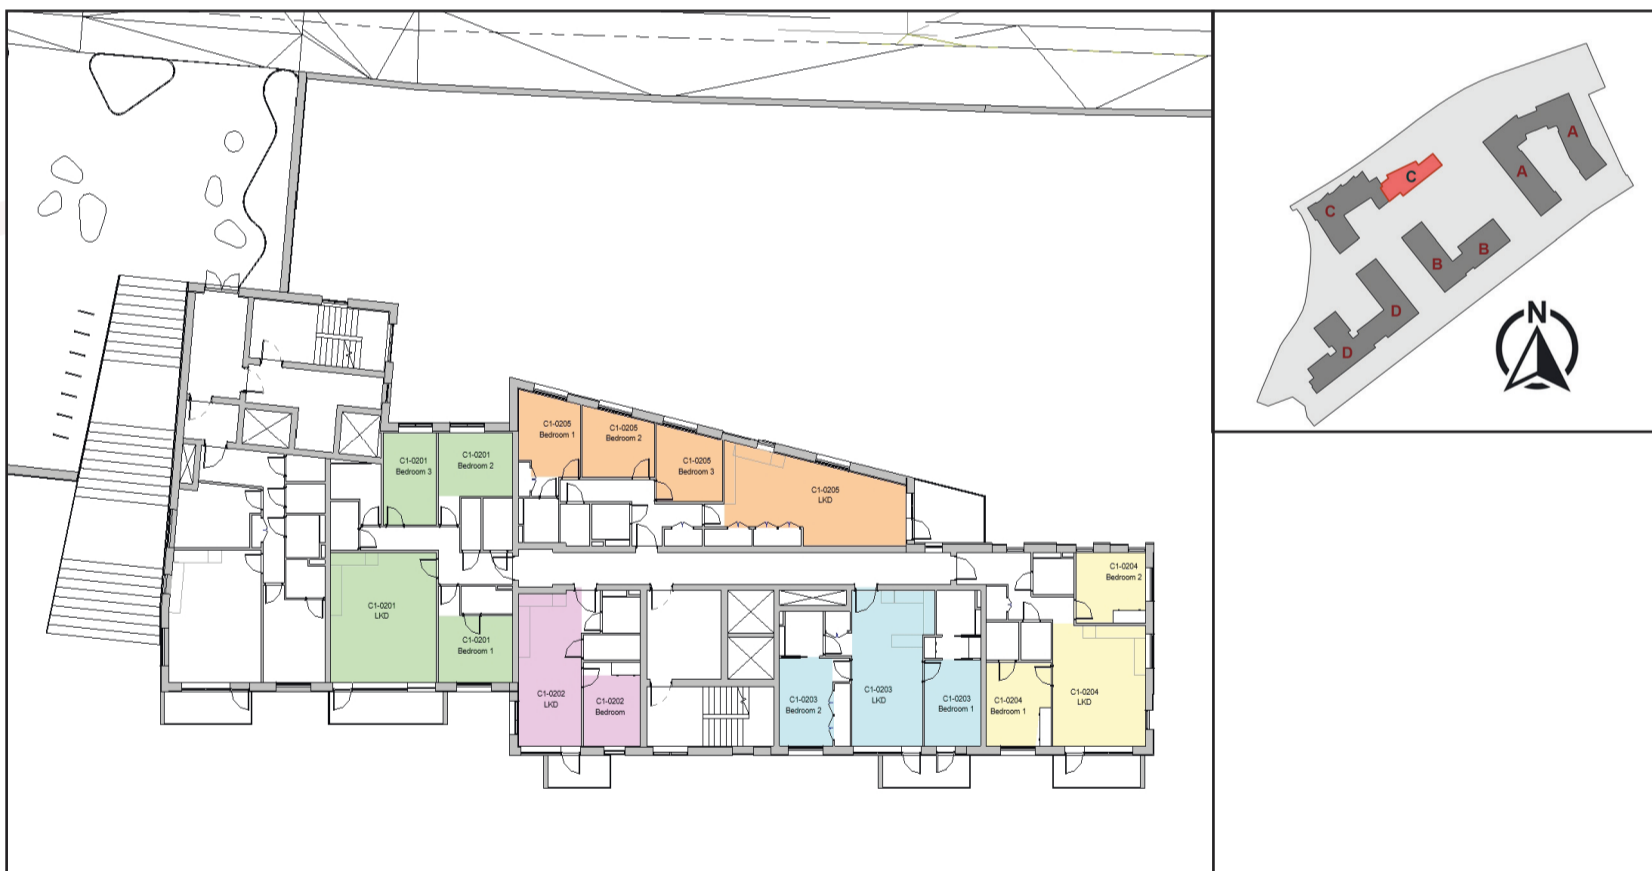 C1-0205
Bedroom 1
C1-0205
Bedroom 2
C1-0201
Bedroom 3
C1-0201
Bedroom 2
C1-0205
Bedroom 3
C1-0205
LKD
C1-0204
Bedroom 2
C1-0201
LKD
C1-0201
Bedroom 1
C1-0202
LKD
C1-0202
Bedroom
C1-0203
Bedroom 2
C1-0203
LKD
C1-0203
Bedroom 1
C1-0204
Bedroom 1
C1-0204
LKD
A
A
C
C
B
B
D
D
N